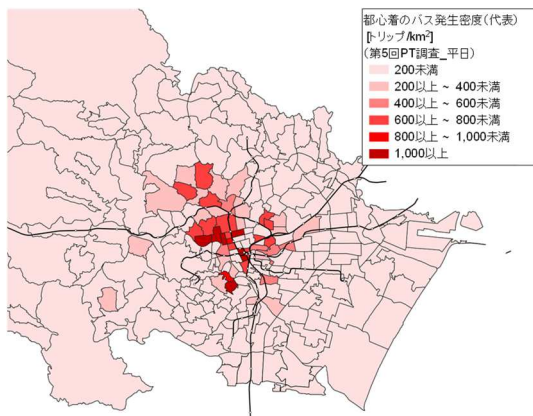 都心着のバス発生密度(代表)
[トリップ/km²]
(第5回PT調査_平日)
200未満
200以上 ~ 400未満
400以上 ~ 600未満
600以上 ~ 800未満
800以上 ~ 1,000未満
1,000以上